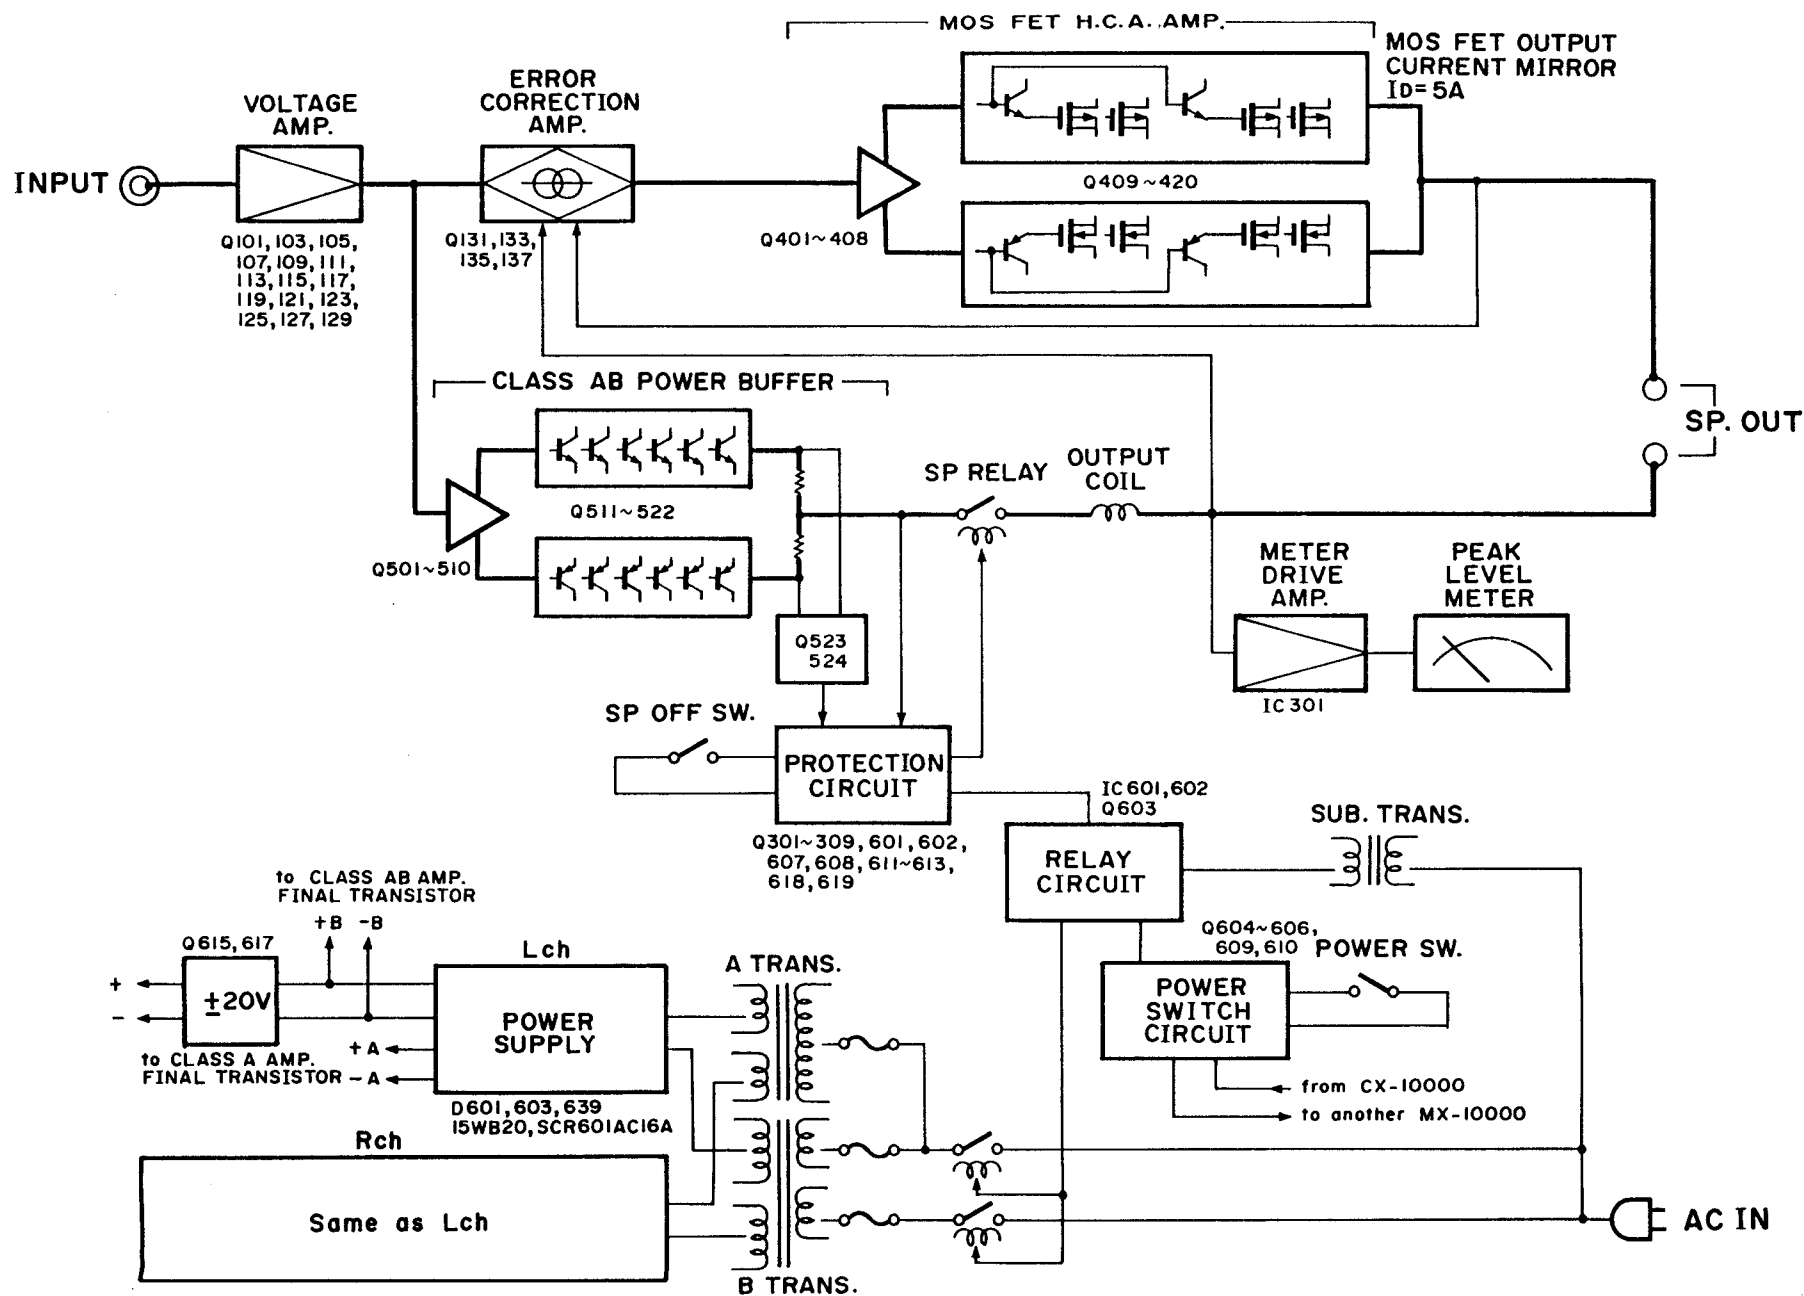 MOS FET H.C.A. AMP.
MOS FET OUTPUT
CURRENT MIRROR
ID=5A
ERROR
CORRECTION
AMP.
VOLTAGE
AMP.
INPUT
Q409~420
Q401~408
Q101, 103, 105,
107, 109, 111,
113, 115, 117,
119, 121, 123,
125, 127, 129
Q131, 133,
135, 137
CLASS AB POWER BUFFER
SP. OUT
SP RELAY
OUTPUT
COIL
Q511~522
Q501~510
METER
DRIVE
AMP.
PEAK
LEVEL
METER
Q523
524
IC301
SP OFF SW.
PROTECTION
CIRCUIT
Q301~309, 601, 602,
607, 608, 611~613,
618, 619
IC601, 602
Q603
SUB. TRANS.
RELAY
CIRCUIT
to CLASS AB AMP.
FINAL TRANSISTOR
+B -B
Q615, 617
Lch
A TRANS.
Q604~606,
609, 610
POWER SW.
+
±20V
-
POWER
SUPPLY
POWER
SWITCH
CIRCUIT
to CLASS A AMP.
FINAL TRANSISTOR
+A
-A
from CX-10000
to another MX-10000
D601, 603, 639
15WB20, SCR601AC16A
Rch
Same as Lch
AC IN
B TRANS.